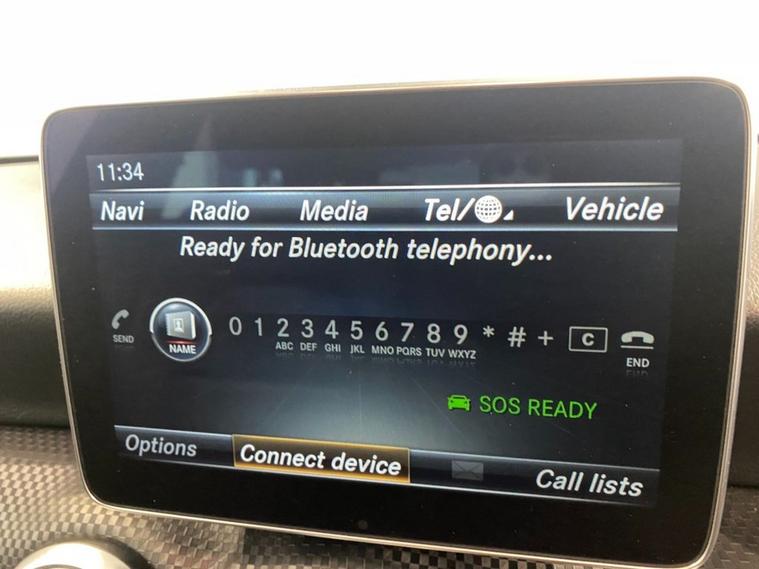 11:34
Navi Radio Media Tel/ Vehicle
Ready for Bluetooth telephony...
SEND NAME 0 1 2 3 4 5 6 7 8 9 * # + C END
ABC DEF GHI JKL MNO PQRS TUV WXYZ
SOS READY
Options Connect device Call lists